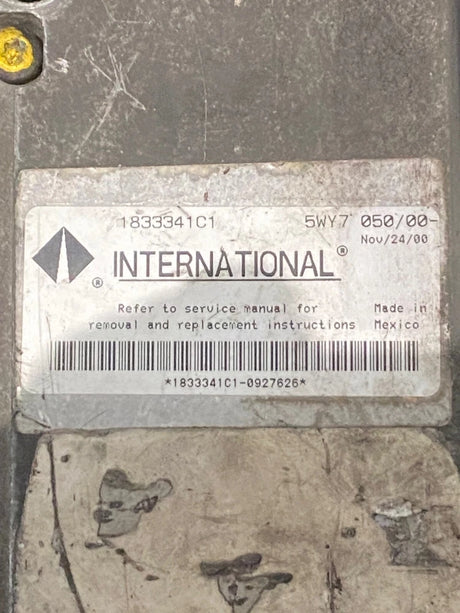 1833341C1 5WY7 050/00-
Nov/24/00
® INTERNATIONAL®
Refer to service manual for Made in
removal and replacement instructions Mexico
*1833341C1-0927626*